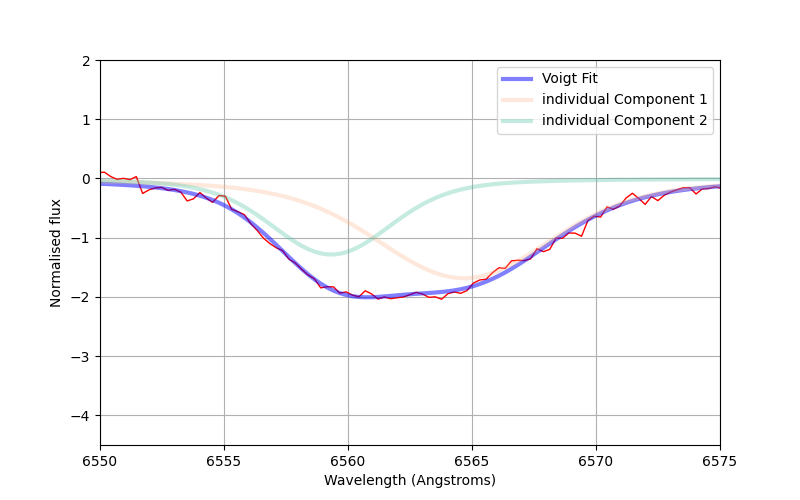 2
1
0
−1
−2
−3
−4
Normalised flux
Voigt Fit
individual Component 1
individual Component 2
6550 6555 6560 6565 6570 6575
Wavelength (Angstroms)